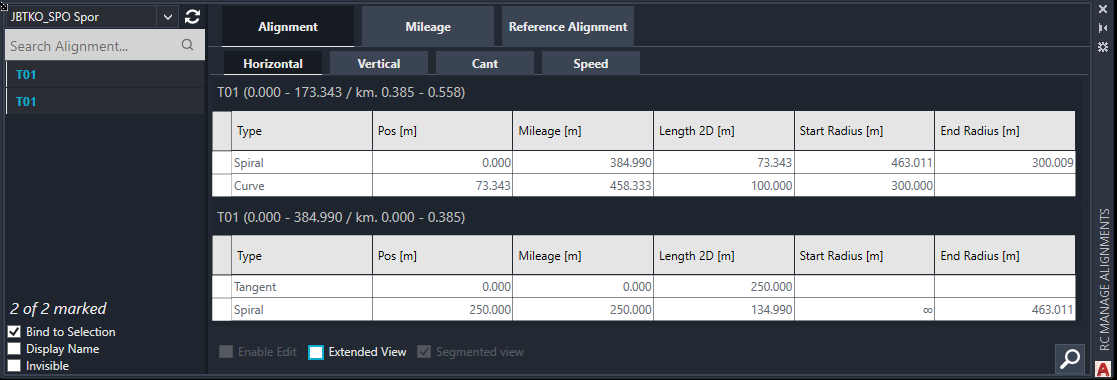 JBTKO_SPO Spor
Search Alignment...
T01
T01
2 of 2 marked
Bind to Selection
Display Name
Invisible
Alignment Mileage Reference Alignment
Horizontal Vertical Cant Speed
T01 (0.000 - 173.343 / km. 0.385 - 0.558)
Type Pos [m] Mileage [m] Length 2D [m] Start Radius [m] End Radius [m]
Spiral 0.000 384.990 73.343 463.011 300.009
Curve 73.343 458.333 100.000 300.000
T01 (0.000 - 384.990 / km. 0.000 - 0.385)
Type Pos [m] Mileage [m] Length 2D [m] Start Radius [m] End Radius [m]
Tangent 0.000 0.000 250.000
Spiral 250.000 250.000 134.990 ∞ 463.011
Enable Edit Extended View Segmented view
RC MANAGE ALIGNMENTS
A